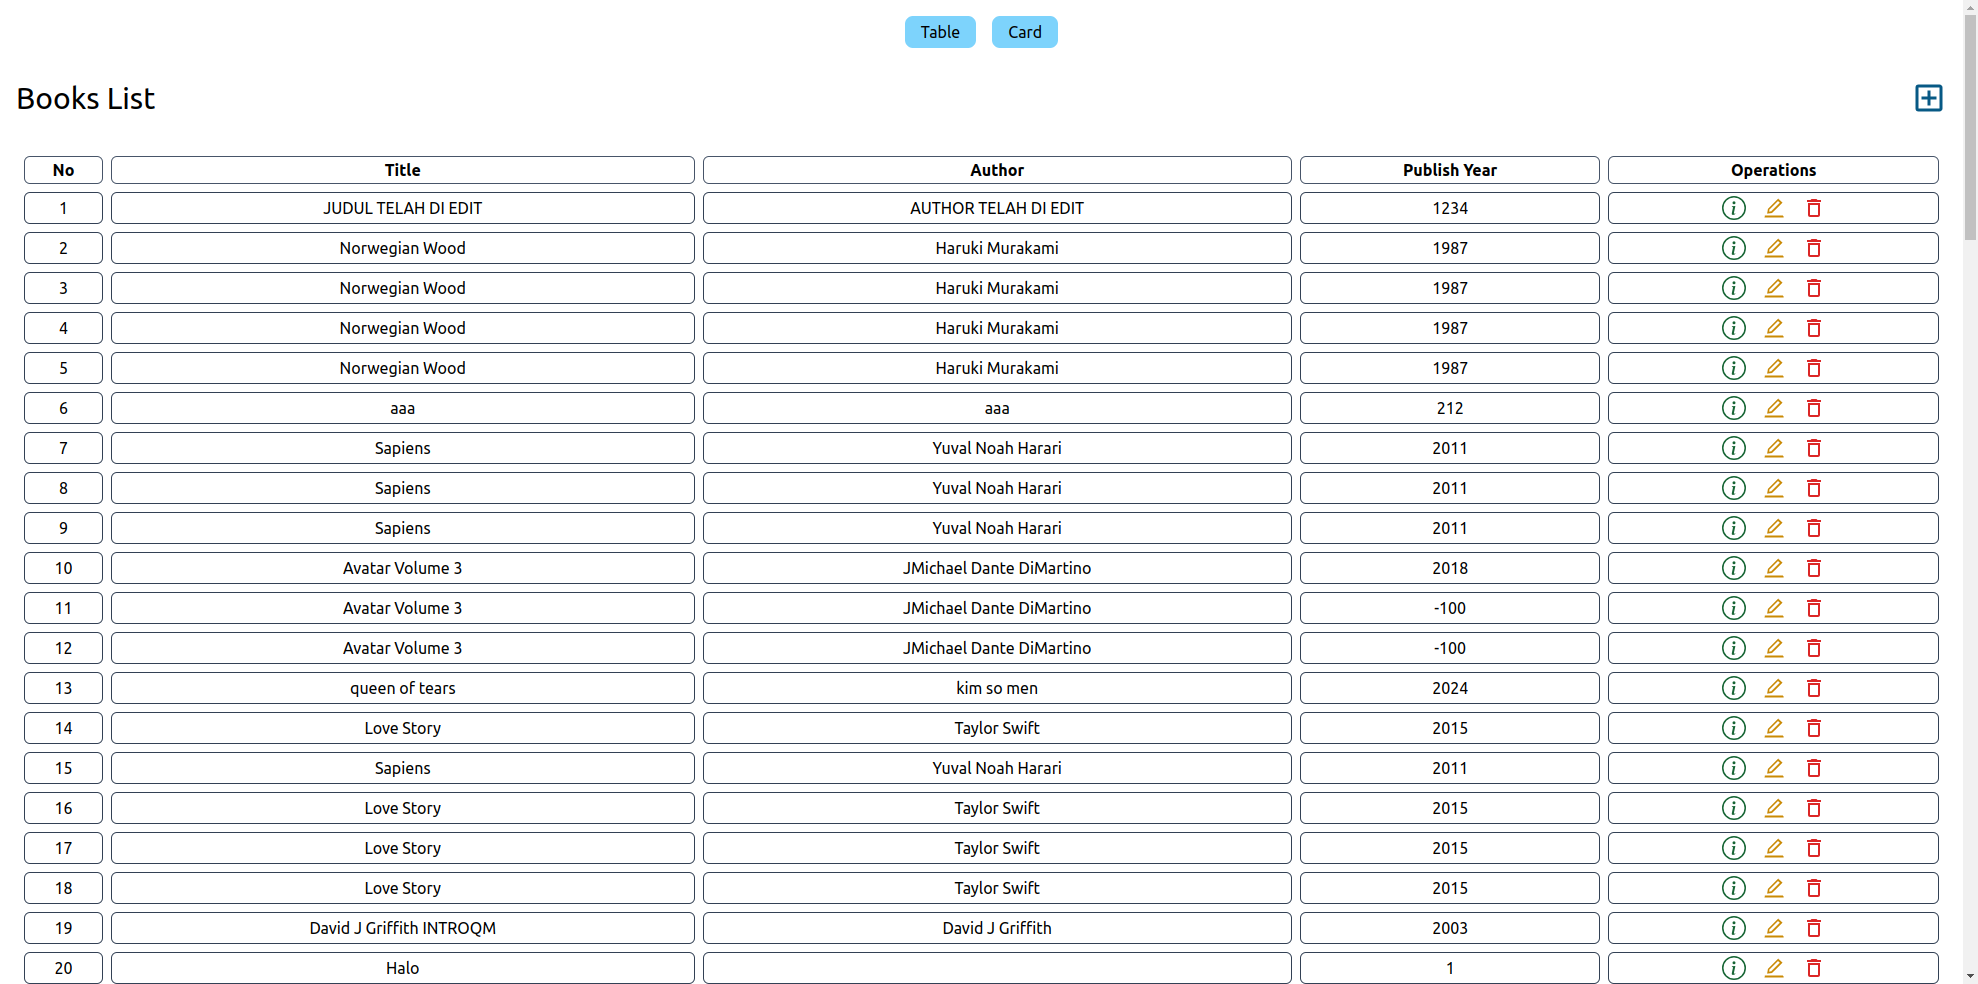 Table Card
Books List
No Title Author Publish Year Operations
1 JUDUL TELAH DI EDIT AUTHOR TELAH DI EDIT 1234
2 Norwegian Wood Haruki Murakami 1987
3 Norwegian Wood Haruki Murakami 1987
4 Norwegian Wood Haruki Murakami 1987
5 Norwegian Wood Haruki Murakami 1987
6 aaa aaa 212
7 Sapiens Yuval Noah Harari 2011
8 Sapiens Yuval Noah Harari 2011
9 Sapiens Yuval Noah Harari 2011
10 Avatar Volume 3 JMichael Dante DiMartino 2018
11 Avatar Volume 3 JMichael Dante DiMartino -100
12 Avatar Volume 3 JMichael Dante DiMartino -100
13 queen of tears kim so men 2024
14 Love Story Taylor Swift 2015
15 Sapiens Yuval Noah Harari 2011
16 Love Story Taylor Swift 2015
17 Love Story Taylor Swift 2015
18 Love Story Taylor Swift 2015
19 David J Griffith INTROQM David J Griffith 2003
20 Halo 1